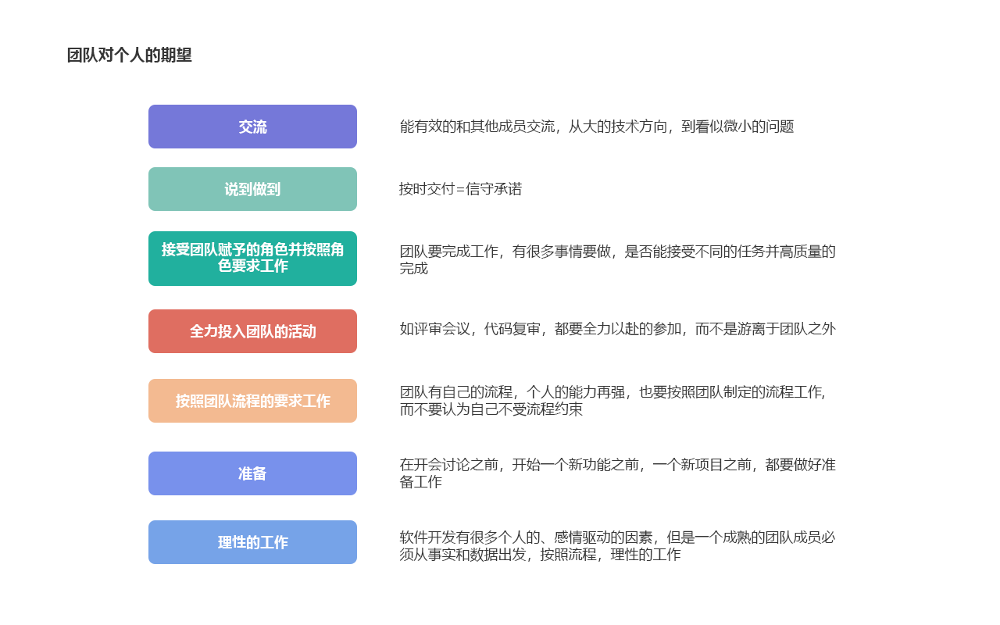 团队对个人的期望
交流
能有效的和其他成员交流，从大的技术方向，到看似微小的问题
说到做到
按时交付=信守承诺
接受团队赋予的角色并按照角
色要求工作
团队要完成工作，有很多事情要做，是否能接受不同的任务并高质量的
完成
全力投入团队的活动
如评审会议，代码复审，都要全力以赴的参加，而不是游离于团队之外
按照团队流程的要求工作
团队有自己的流程，个人的能力再强，也要按照团队制定的流程工作，
而不要认为自己不受流程约束
准备
在开会讨论之前，开始一个新功能之前，一个新项目之前，都要做好准
备工作
理性的工作
软件开发有很多个人的、感情驱动的因素，但是一个成熟的团队成员必
须从事实和数据出发，按照流程，理性的工作